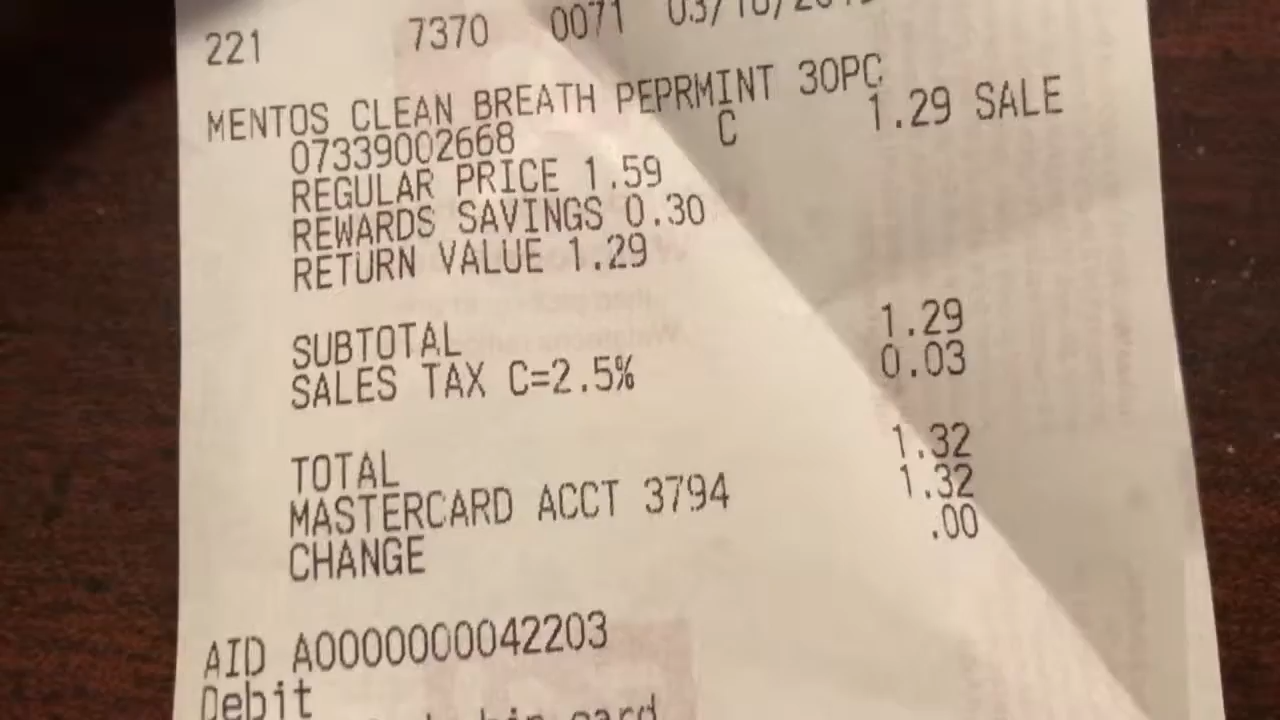 221 7370 0071
MENTOS CLEAN BREATH PEPRMINT 30PC
07339002668 C 1.29 SALE
REGULAR PRICE 1.59
REWARDS SAVINGS 0.30
RETURN VALUE 1.29
SUBTOTAL 1.29
SALES TAX C=2.5% 0.03
TOTAL 1.32
MASTERCARD ACCT 3794 1.32
CHANGE .00
AID A0000000042203
Debit
card